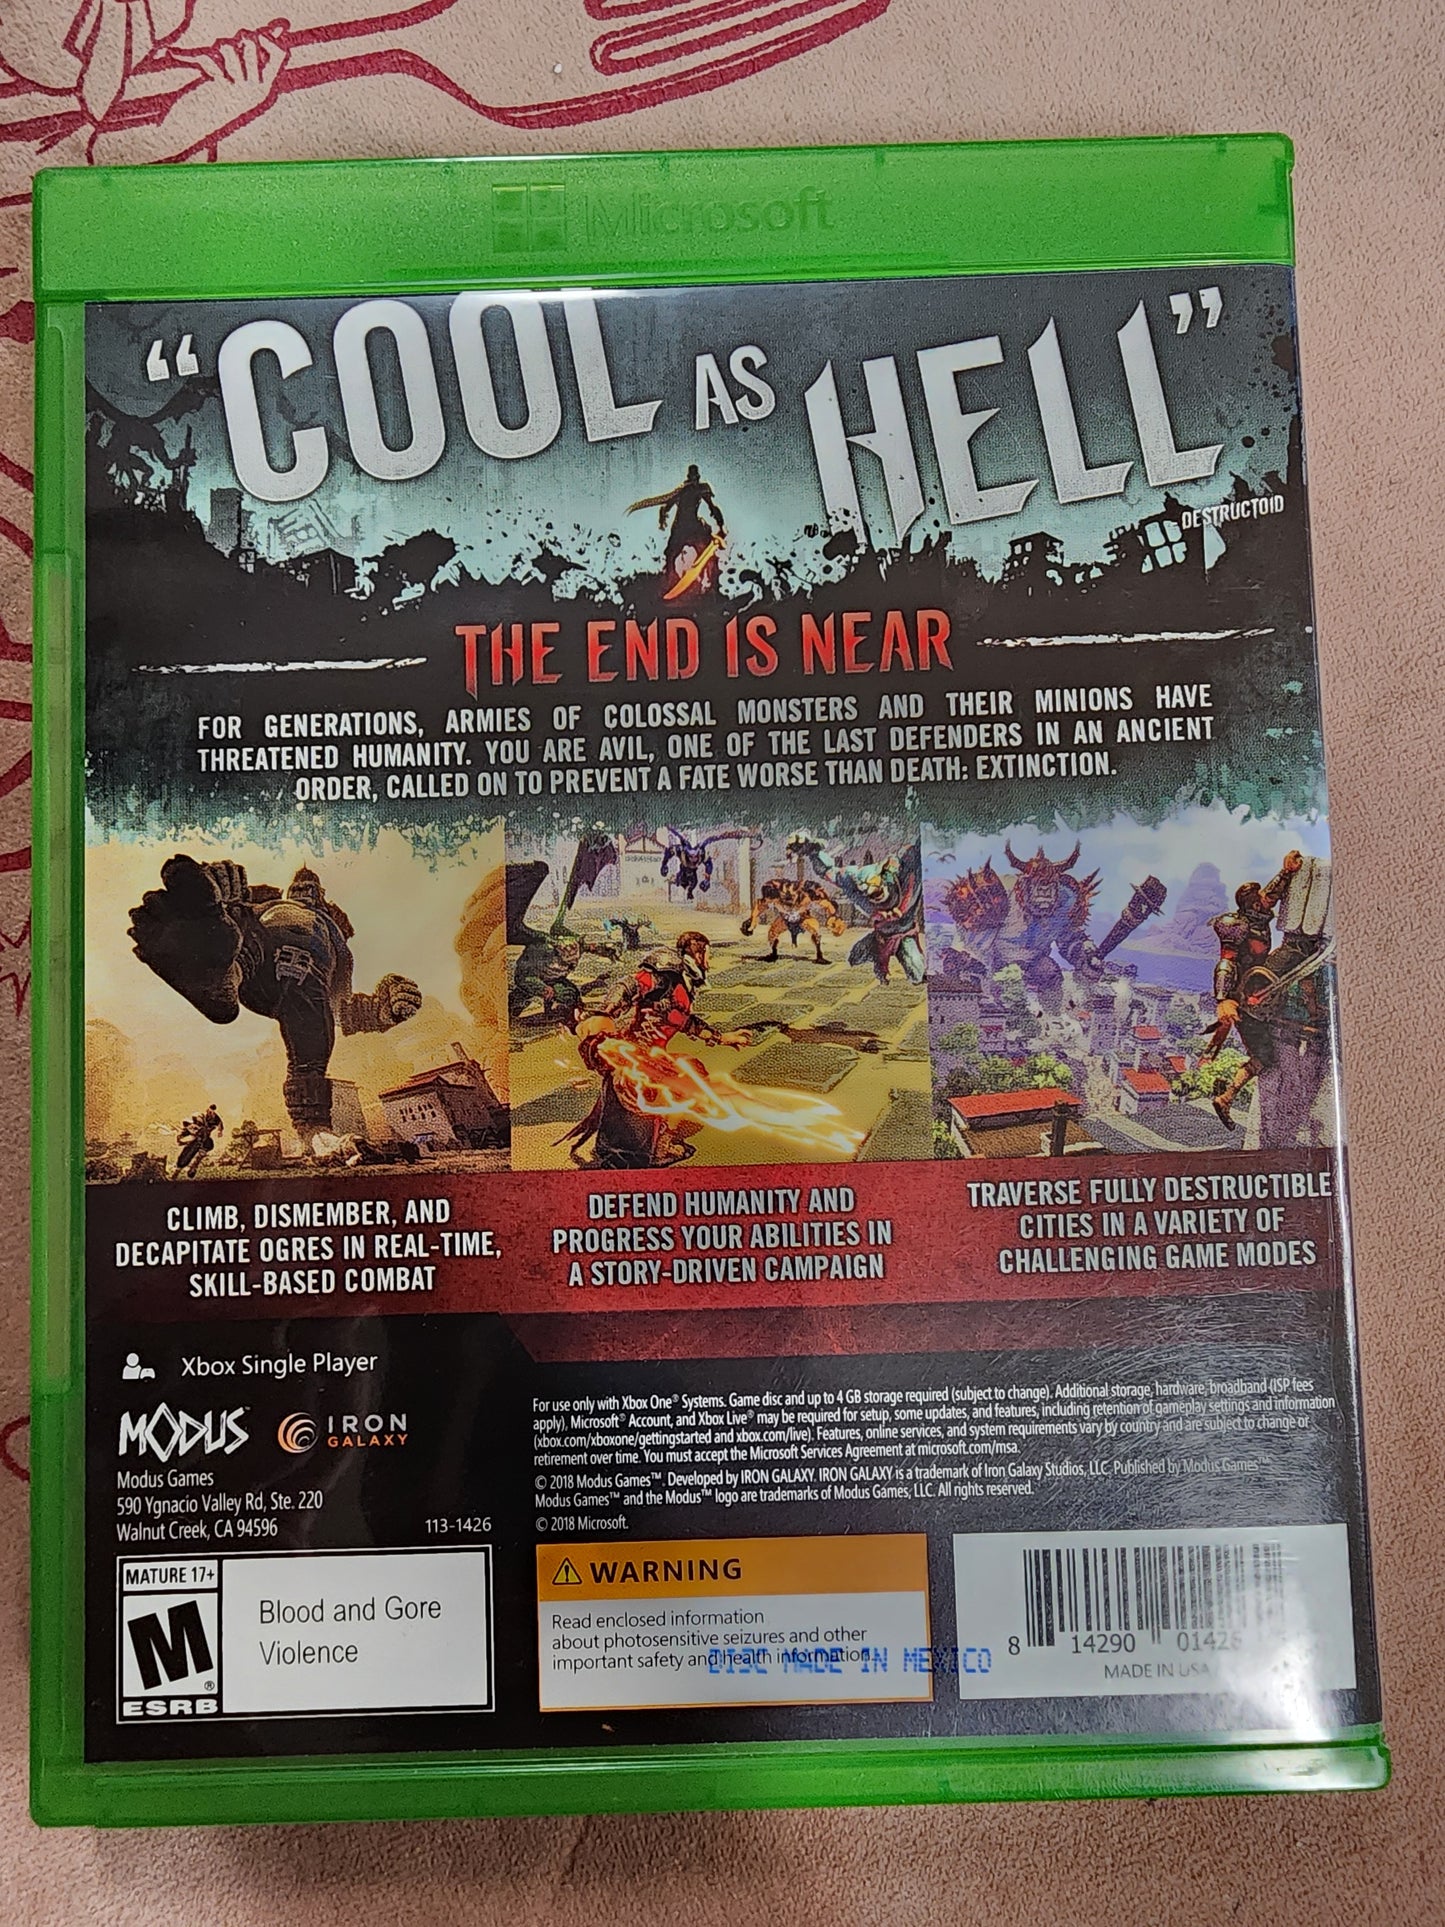 Microsoft
"COOL AS HELL"
DESTRUCTOID
THE END IS NEAR
FOR GENERATIONS, ARMIES OF COLOSSAL MONSTERS AND THEIR MINIONS HAVE
THREATENED HUMANITY. YOU ARE AVIL, ONE OF THE LAST DEFENDERS IN AN ANCIENT
ORDER, CALLED ON TO PREVENT A FATE WORSE THAN DEATH: EXTINCTION.
CLIMB, DISMEMBER, AND
DECAPITATE OGRES IN REAL-TIME,
SKILL-BASED COMBAT
DEFEND HUMANITY AND
PROGRESS YOUR ABILITIES IN
A STORY-DRIVEN CAMPAIGN
TRAVERSE FULLY DESTRUCTIBLE
CITIES IN A VARIETY OF
CHALLENGING GAME MODES
Xbox Single Player
MODUS™
IRON
GALAXY
Modus Games
590 Ygnacio Valley Rd, Ste. 220
Walnut Creek, CA 94596
113-1426
For use only with Xbox One® Systems. Game disc and up to 4 GB storage required (subject to change). Additional storage, hardware, broadband (ISP fees
apply), Microsoft® Account, and Xbox Live® may be required for setup, some updates, and features, including retention of gameplay settings and information
(xbox.com/xboxone/gettingstarted and xbox.com/live). Features, online services, and system requirements vary by country and are subject to change or
retirement over time. You must accept the Microsoft Services Agreement at microsoft.com/msa.
© 2018 Modus Games™. Developed by IRON GALAXY. IRON GALAXY is a trademark of Iron Galaxy Studios, LLC. Published by Modus Games™.
Modus Games™ and the Modus™ logo are trademarks of Modus Games, LLC. All rights reserved.
© 2018 Microsoft.
MATURE 17+
M®
ESRB
Blood and Gore
Violence
WARNING
Read enclosed information
about photosensitive seizures and other
important safety and health information.
DISC MADE IN MEXICO
8 14290 01426
MADE IN USA